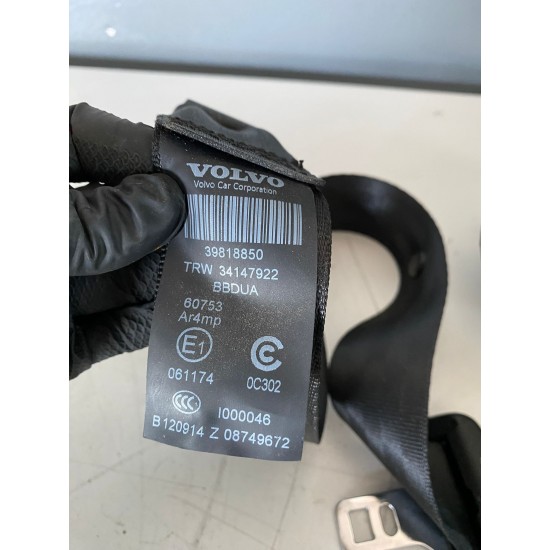 VOLVO
Volvo Car Corporation
39818850
TRW 34147922
BBDUA
60753
Ar4mp
E1
061174
0C302
I000046
B120914 Z 08749672